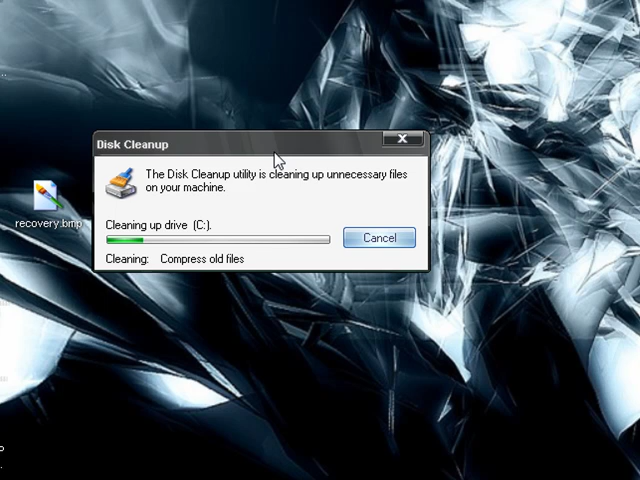 Disk Cleanup
The Disk Cleanup utility is cleaning up unnecessary files
on your machine.
recovery.bmp
Cleaning up drive (C:).
Cancel
Cleaning: Compress old files